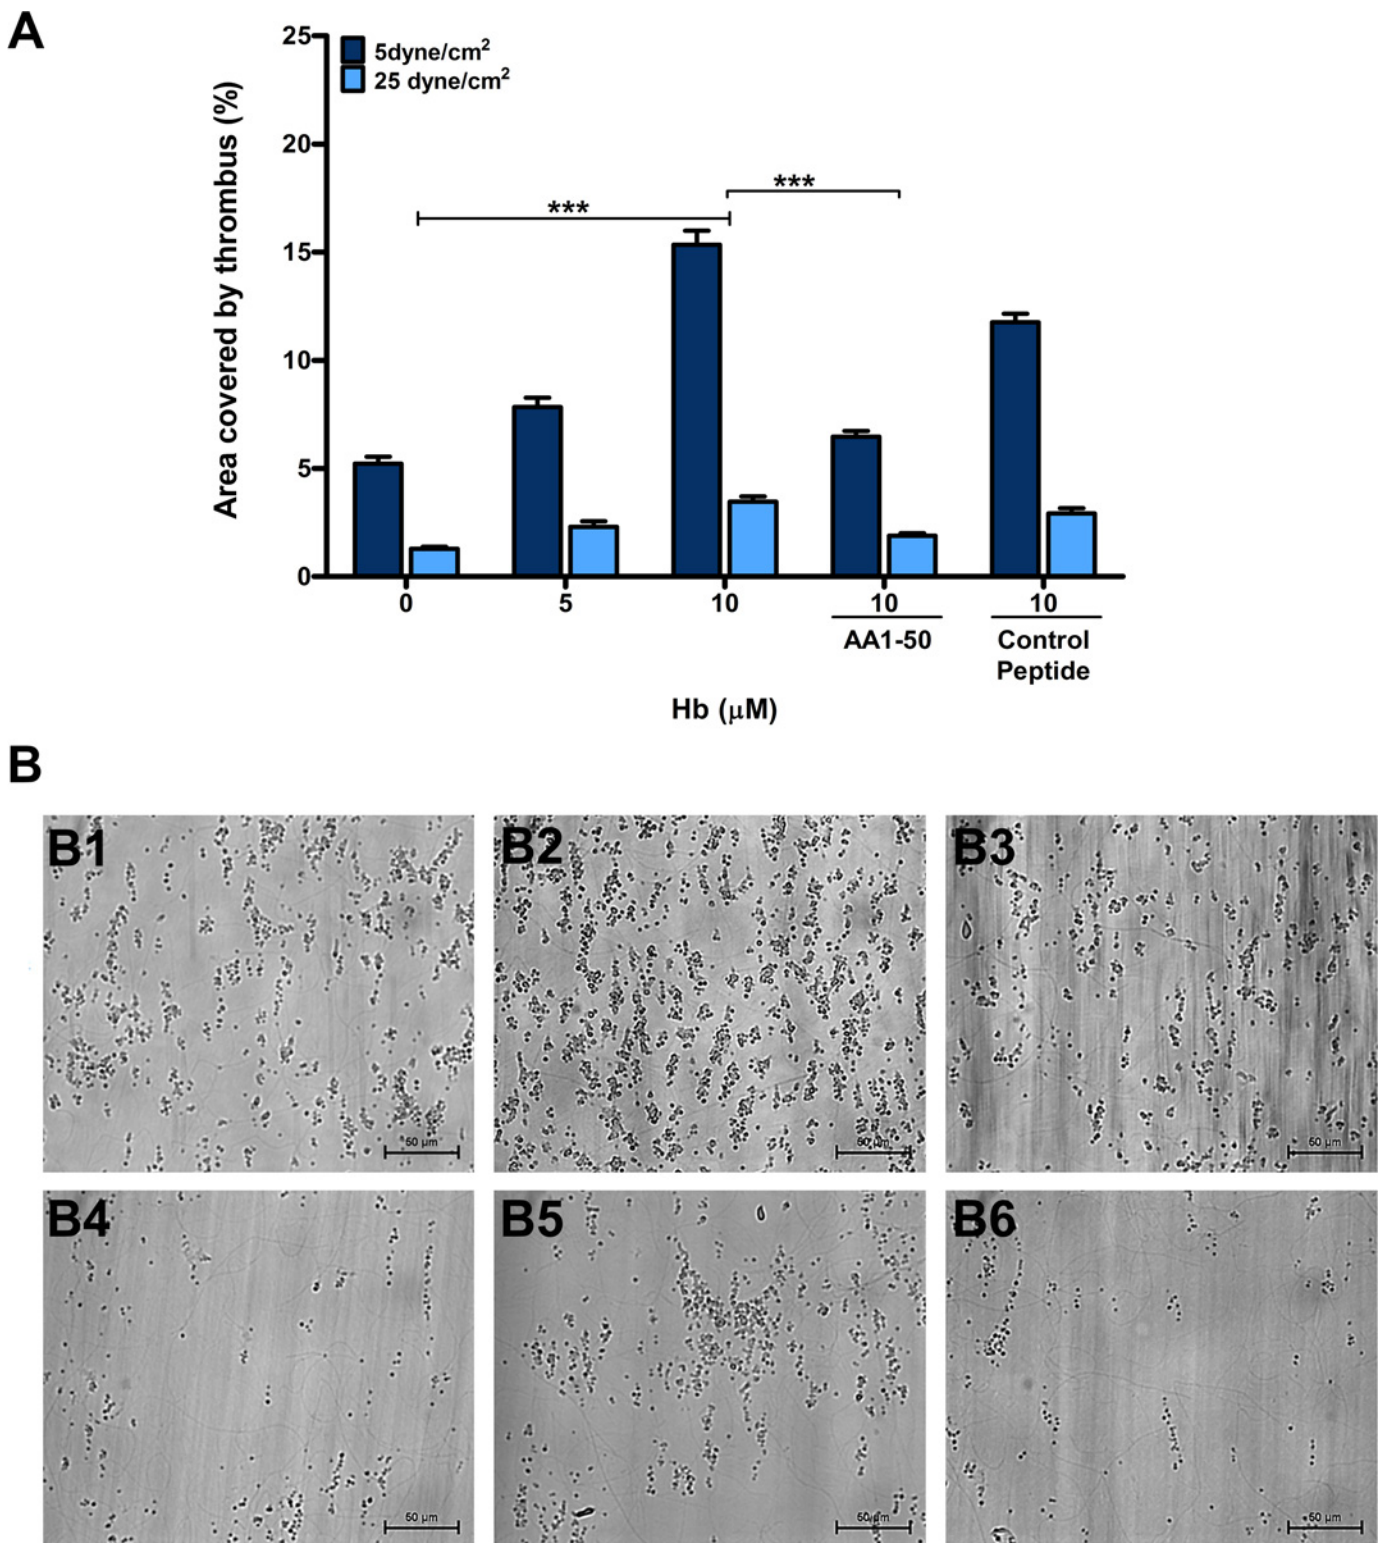 A
25
5dyne/cm²
25 dyne/cm²
20
***
***
15
10
5
0
Area covered by thrombus (%)
0 5 10 10 10
AA1-50 Control
Peptide
Hb (μM)
B
B1 B2 B3
50 µm 50 µm 50 µm
B4 B5 B6
50 µm 50 µm 50 µm